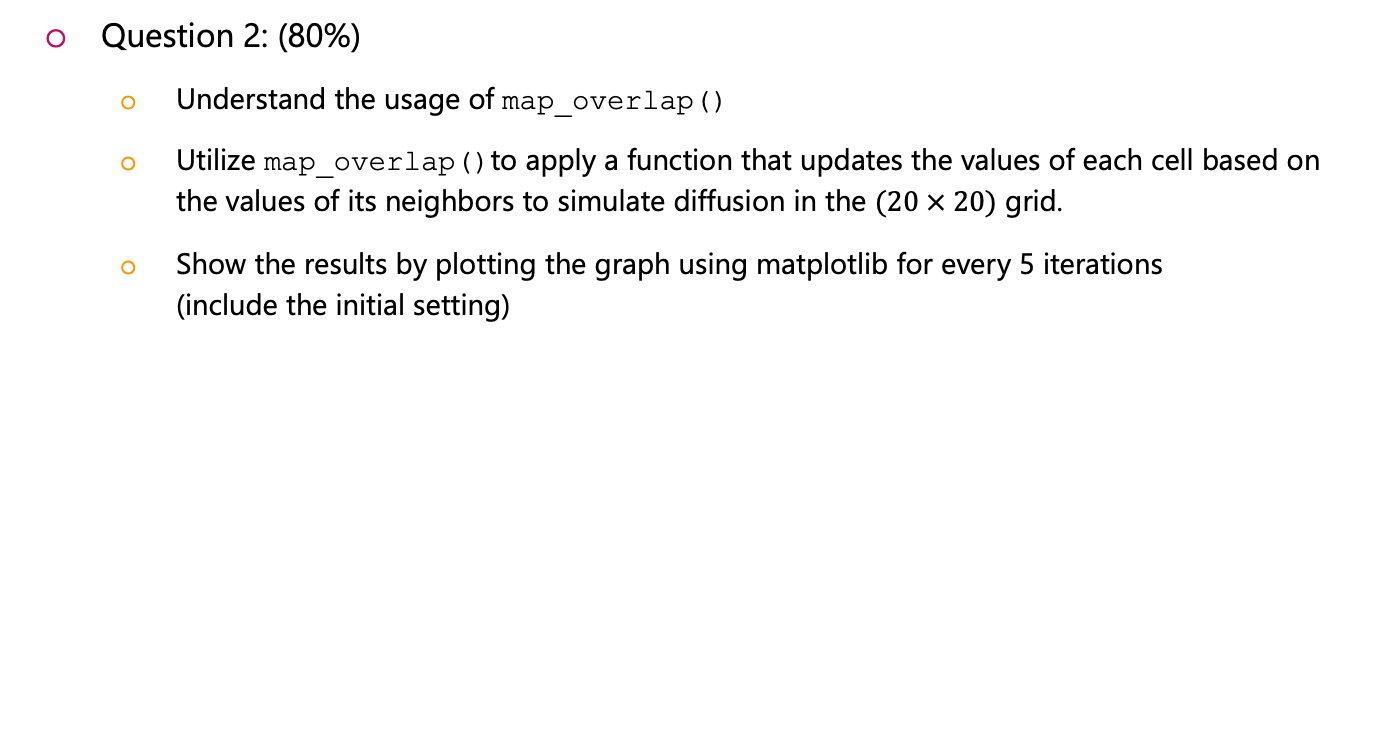 Question 2: (80%)
Understand the usage of map_overlap()
Utilize map_overlap() to apply a function that updates the values of each cell based on
the values of its neighbors to simulate diffusion in the (20 × 20) grid.
Show the results by plotting the graph using matplotlib for every 5 iterations
(include the initial setting)